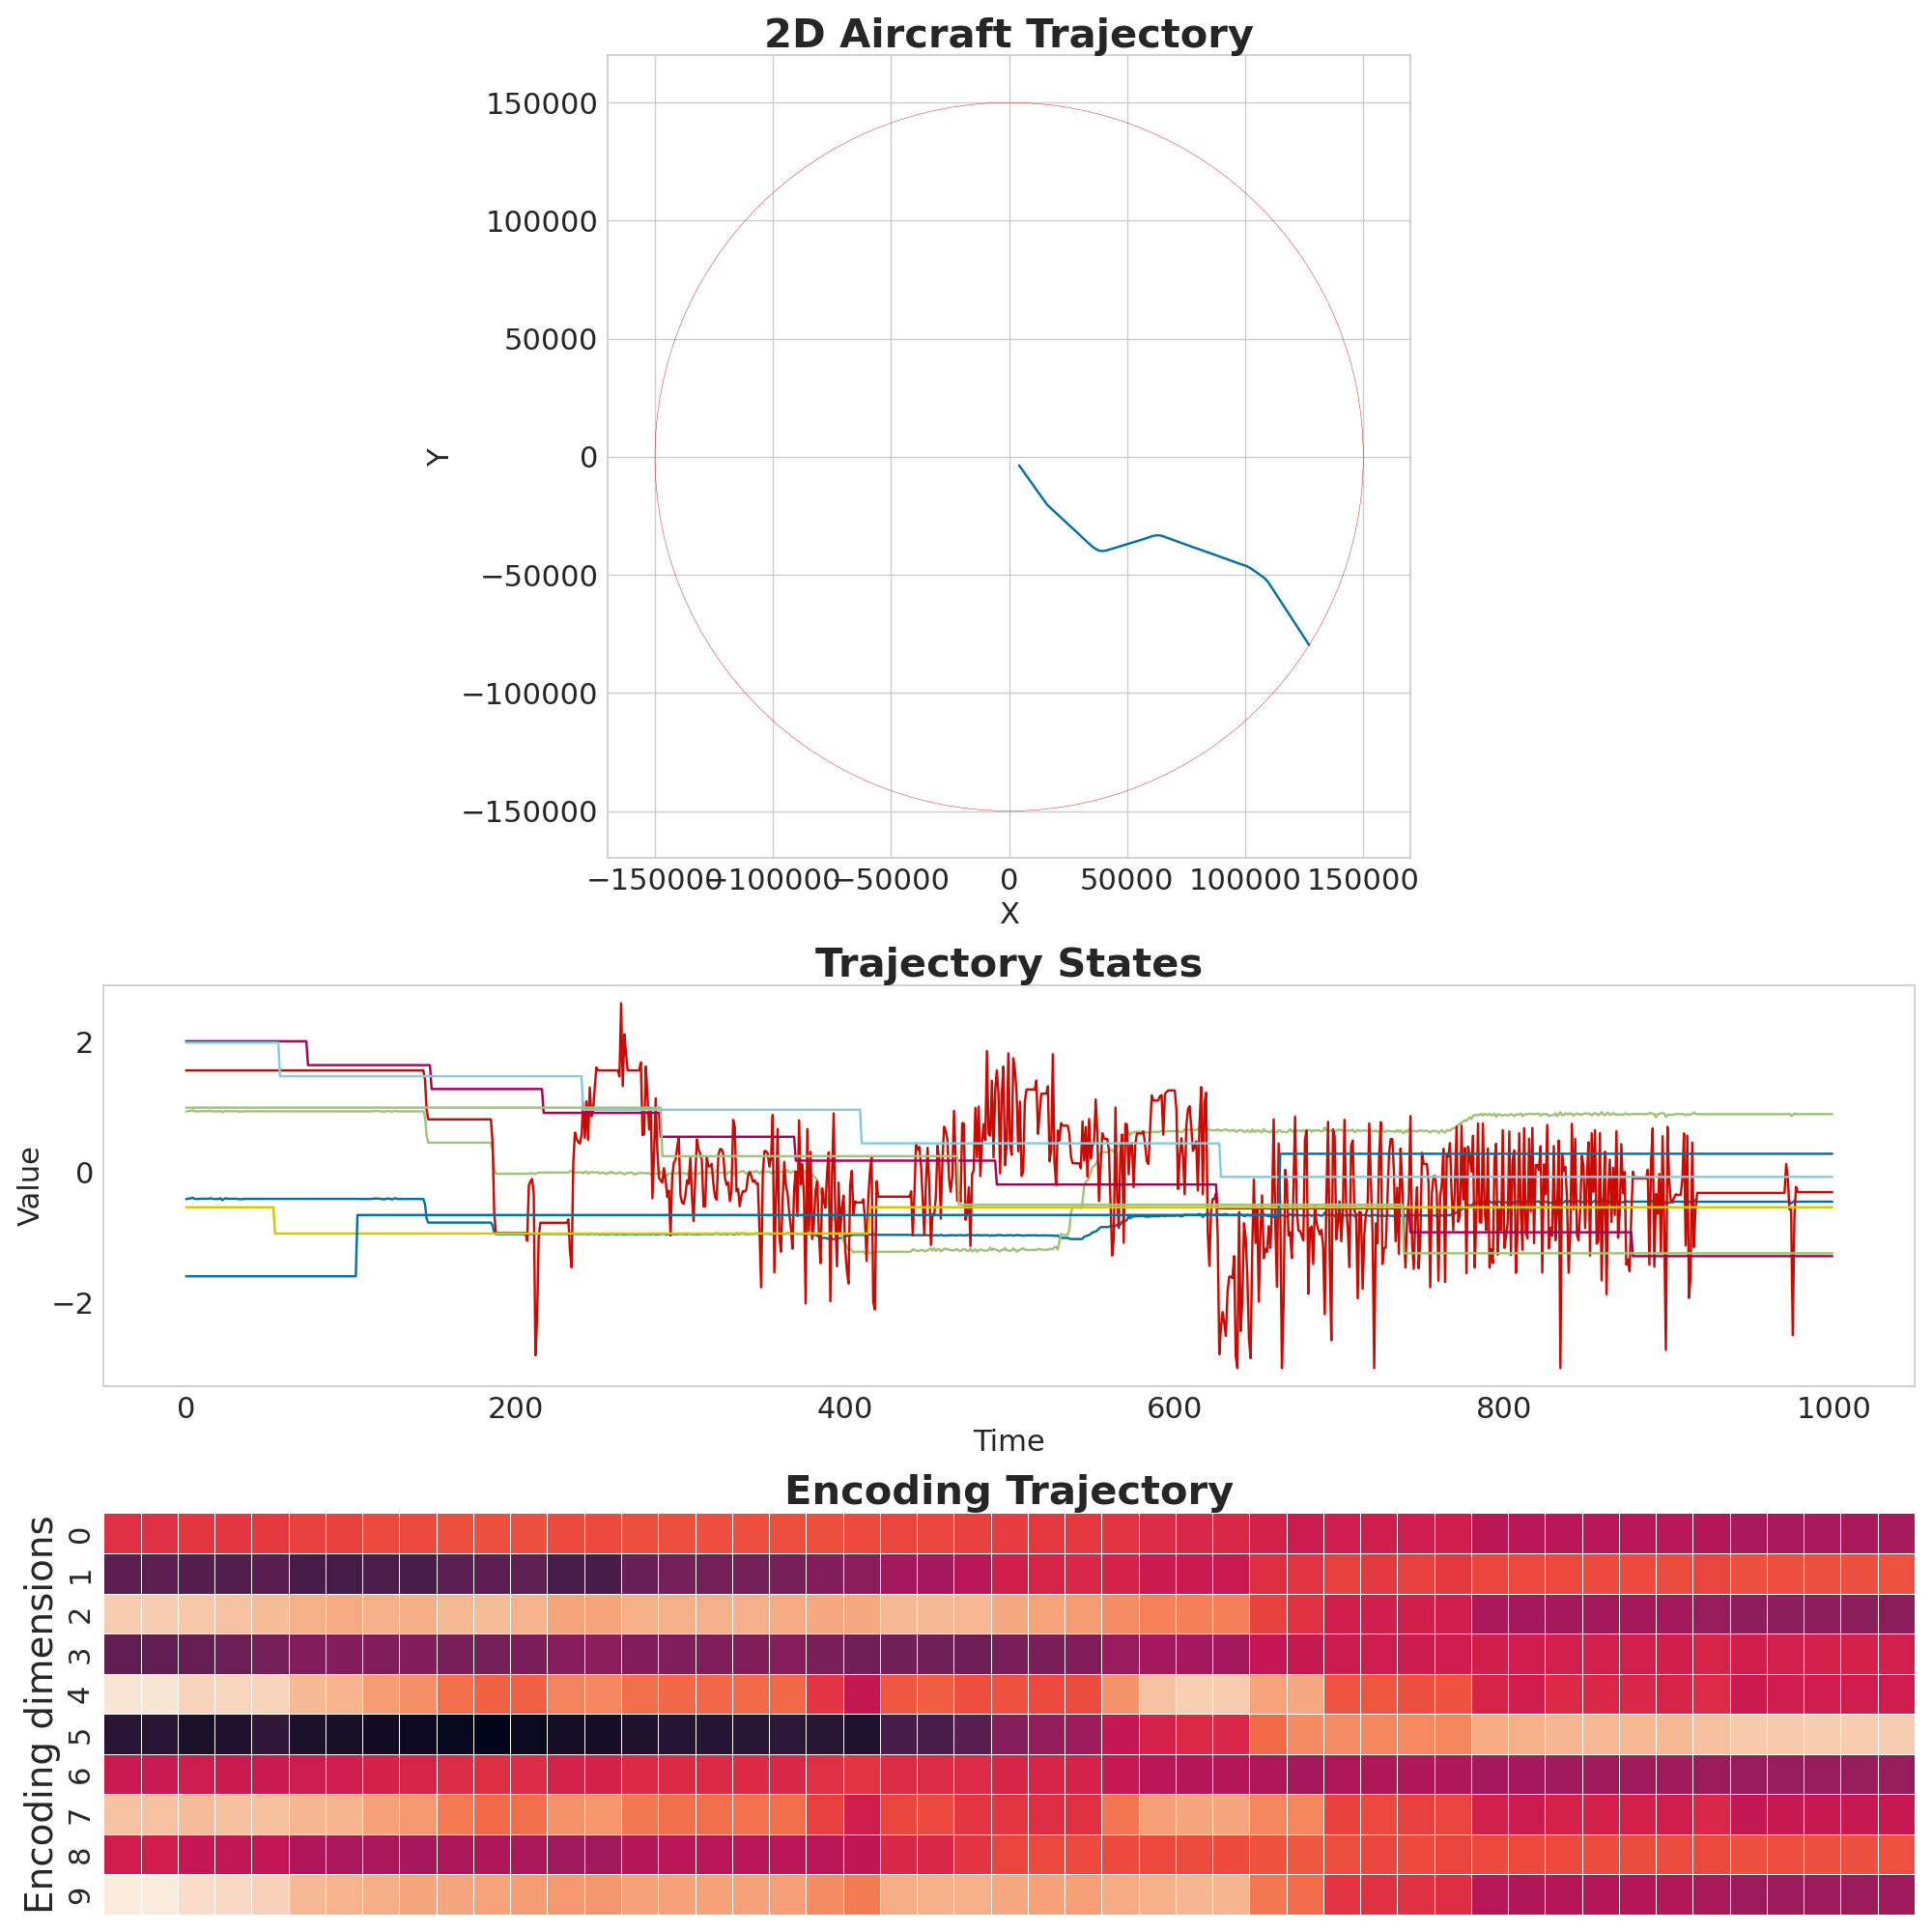 2D Aircraft Trajectory
150000
100000
50000
0
−50000
−100000
−150000
Y
−150000 −100000 −50000 0 50000 100000 150000
X
Trajectory States
2
0
−2
Value
0 200 400 600 800 1000
Time
Encoding Trajectory
0
1
2
3
4
5
6
7
8
9
Encoding dimensions